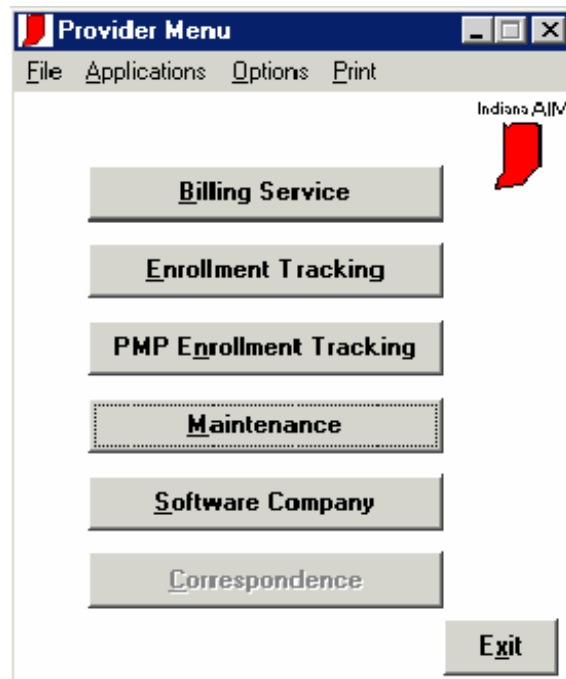 Provider Menu
File Applications Options Print
Indiana AIM
Billing Service
Enrollment Tracking
PMP Enrollment Tracking
Maintenance
Software Company
Correspondence
Exit